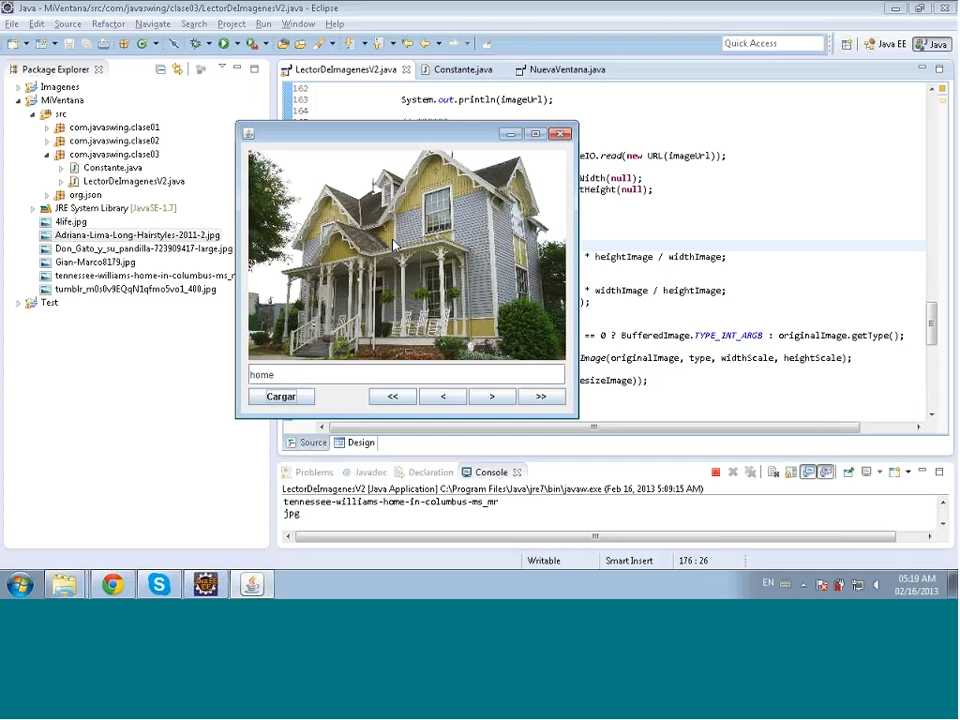 Java - MiVentana/src/com/javaswing/clase03/LectorDeImagenesV2.java - Eclipse
File Edit Source Refactor Navigate Search Project Run Window Help
Quick Access
Java EE
Java
Package Explorer
LectorDeImagenesV2.java
Constante.java
NuevaVentana.java
Imagenes
MiVentana
src
com.javaswing.clase01
com.javaswing.clase02
com.javaswing.clase03
Constante.java
LectorDeImagenesV2.java
org.json
JRE System Library [JavaSE-1.7]
4life.jpg
Adriana-Lima-Long-Hairstyles-2011-2.jpg
Don_Gato_y_su_pandilla-723909417-large.jpg
Gian-Marco8179.jpg
tennessee-williams-home-in-columbus-ms_
tumblr_m0s0v9EQqN1qfmo5vo1_400.jpg
Test
162
163 System.out.println(imageUrl);
164
eIO.read(new URL(imageUrl));
Width(null);
tHeight(null);
* heightImage / widthImage;
* widthImage / heightImage;
);
== 0 ? BufferedImage.TYPE_INT_ARGB : originalImage.getType();
Image(originalImage, type, widthScale, heightScale);
esizeImage));
home
Cargar << < > >>
Source Design
Problems Javadoc Declaration Console
LectorDeImagenesV2 [Java Application] C:\Program Files\Java\jre7\bin\javaw.exe (Feb 16, 2013 5:09:15 AM)
tennessee-williams-home-in-columbus-ms_mr
jpg
Writable Smart Insert 176 : 26
EN
05:19 AM
02/16/2013